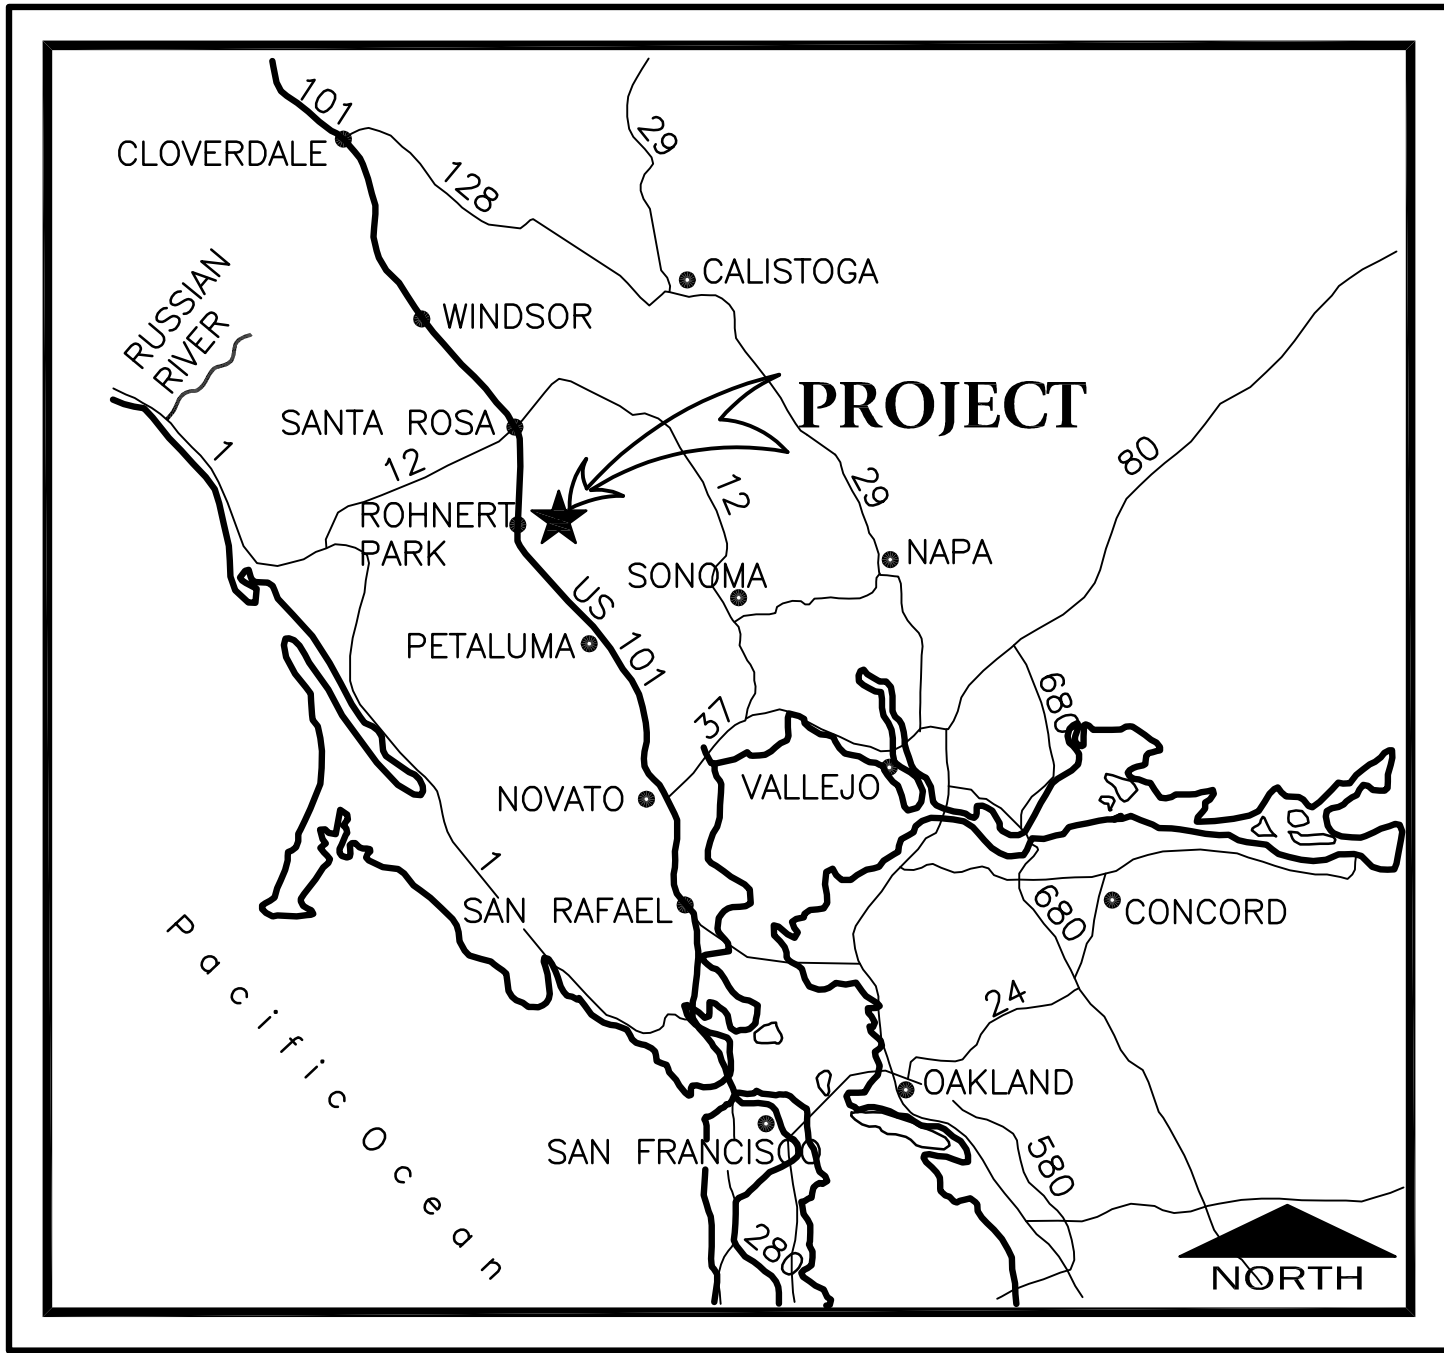 101
CLOVERDALE
29
128
RUSSIAN
RIVER
CALISTOGA
WINDSOR
PROJECT
SANTA ROSA
1
12
80
29
12
ROHNERT
PARK
NAPA
SONOMA
US 101
PETALUMA
680
37
VALLEJO
NOVATO
1
SAN RAFAEL
680
CONCORD
Pacific Ocean
24
OAKLAND
SAN FRANCISCO
580
280
NORTH